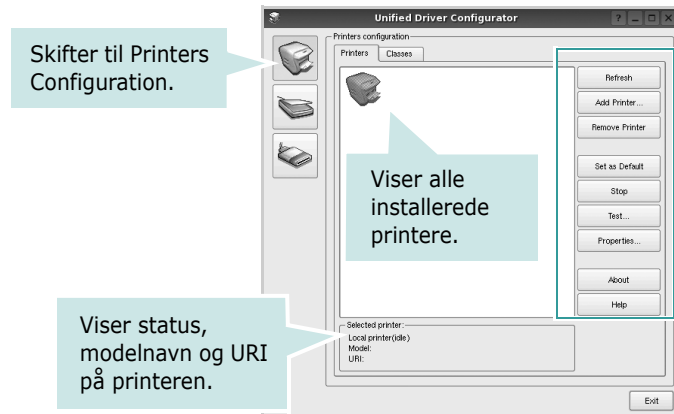 Unified Driver Configurator
Skifter til Printers
Configuration.
Printers configuration
Printers
Classes
Refresh
Add Printer...
Remove Printer
Set as Default
Stop
Test...
Properties...
About
Help
Viser alle
installerede
printere.
Viser status,
modelnavn og URI
på printeren.
Selected printer:
Local printer(idle)
Model:
URI:
Exit